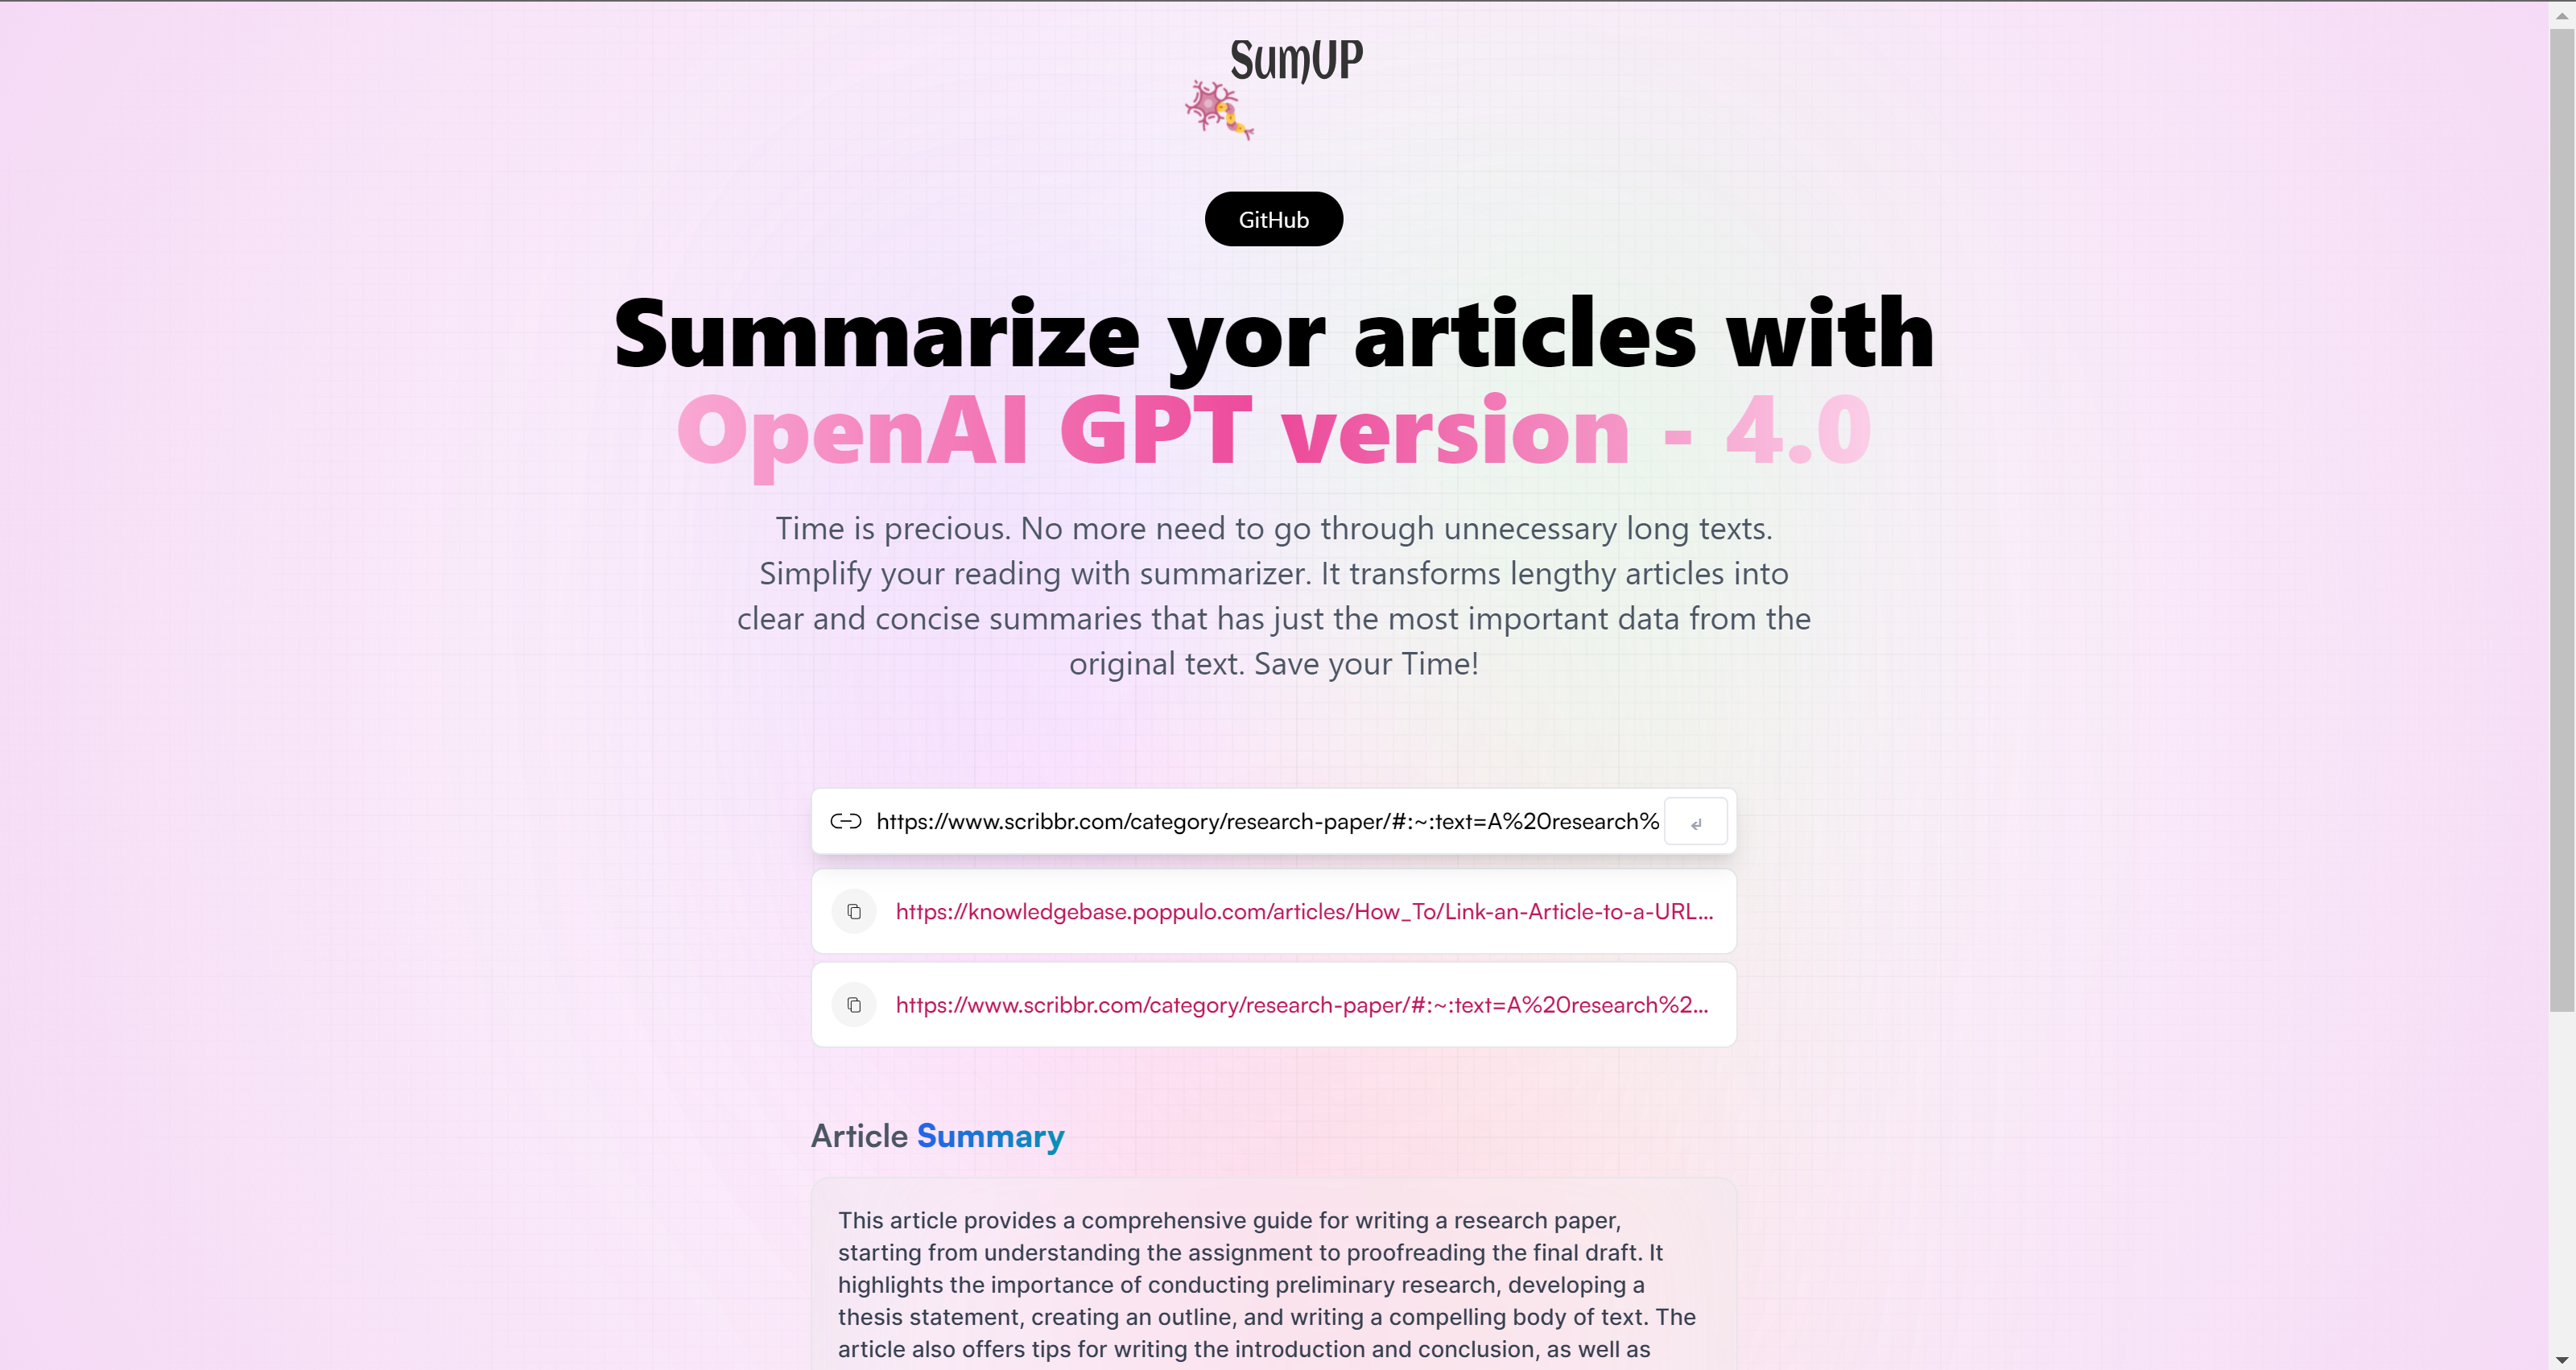 SumUP
GitHub
Summarize yor articles with
OpenAI GPT version - 4.0
Time is precious. No more need to go through unnecessary long texts.
Simplify your reading with summarizer. It transforms lengthy articles into
clear and concise summaries that has just the most important data from the
original text. Save your Time!
https://www.scribbr.com/category/research-paper/#:~:text=A%20research%
https://knowledgebase.poppulo.com/articles/How_To/Link-an-Article-to-a-URL...
https://www.scribbr.com/category/research-paper/#:~:text=A%20research%2...
Article Summary
This article provides a comprehensive guide for writing a research paper,
starting from understanding the assignment to proofreading the final draft. It
highlights the importance of conducting preliminary research, developing a
thesis statement, creating an outline, and writing a compelling body of text. The
article also offers tips for writing the introduction and conclusion, as well as